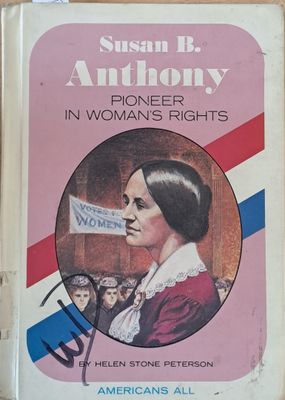 Susan B.
Anthony
PIONEER
IN WOMAN'S RIGHTS
VOTES
WOMEN
BY HELEN STONE PETERSON
AMERICANS ALL